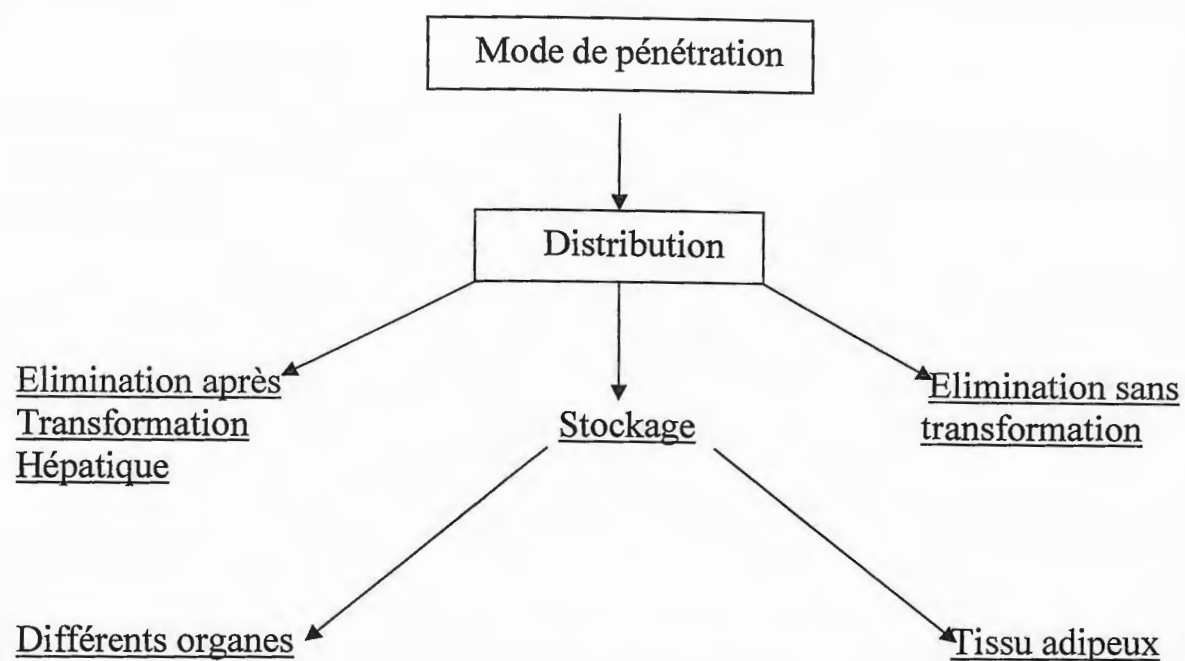 Mode de pénétration
Distribution
Elimination après
Transformation
Hépatique
Stockage
Elimination sans
transformation
Différents organes
Tissu adipeux